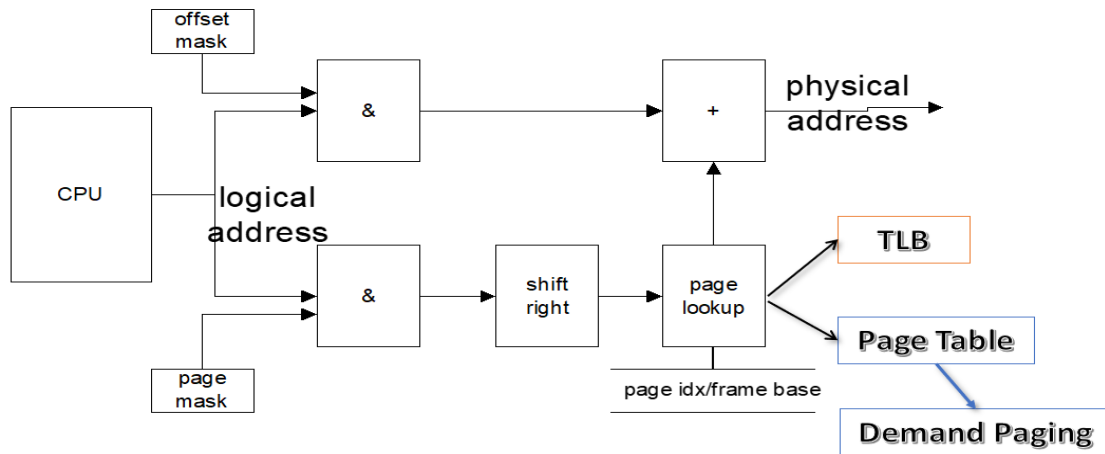 offset
mask
&
+
physical
address
CPU
logical
address
TLB
&
shift
right
page
lookup
Page Table
page
mask
page idx/frame base
Demand Paging